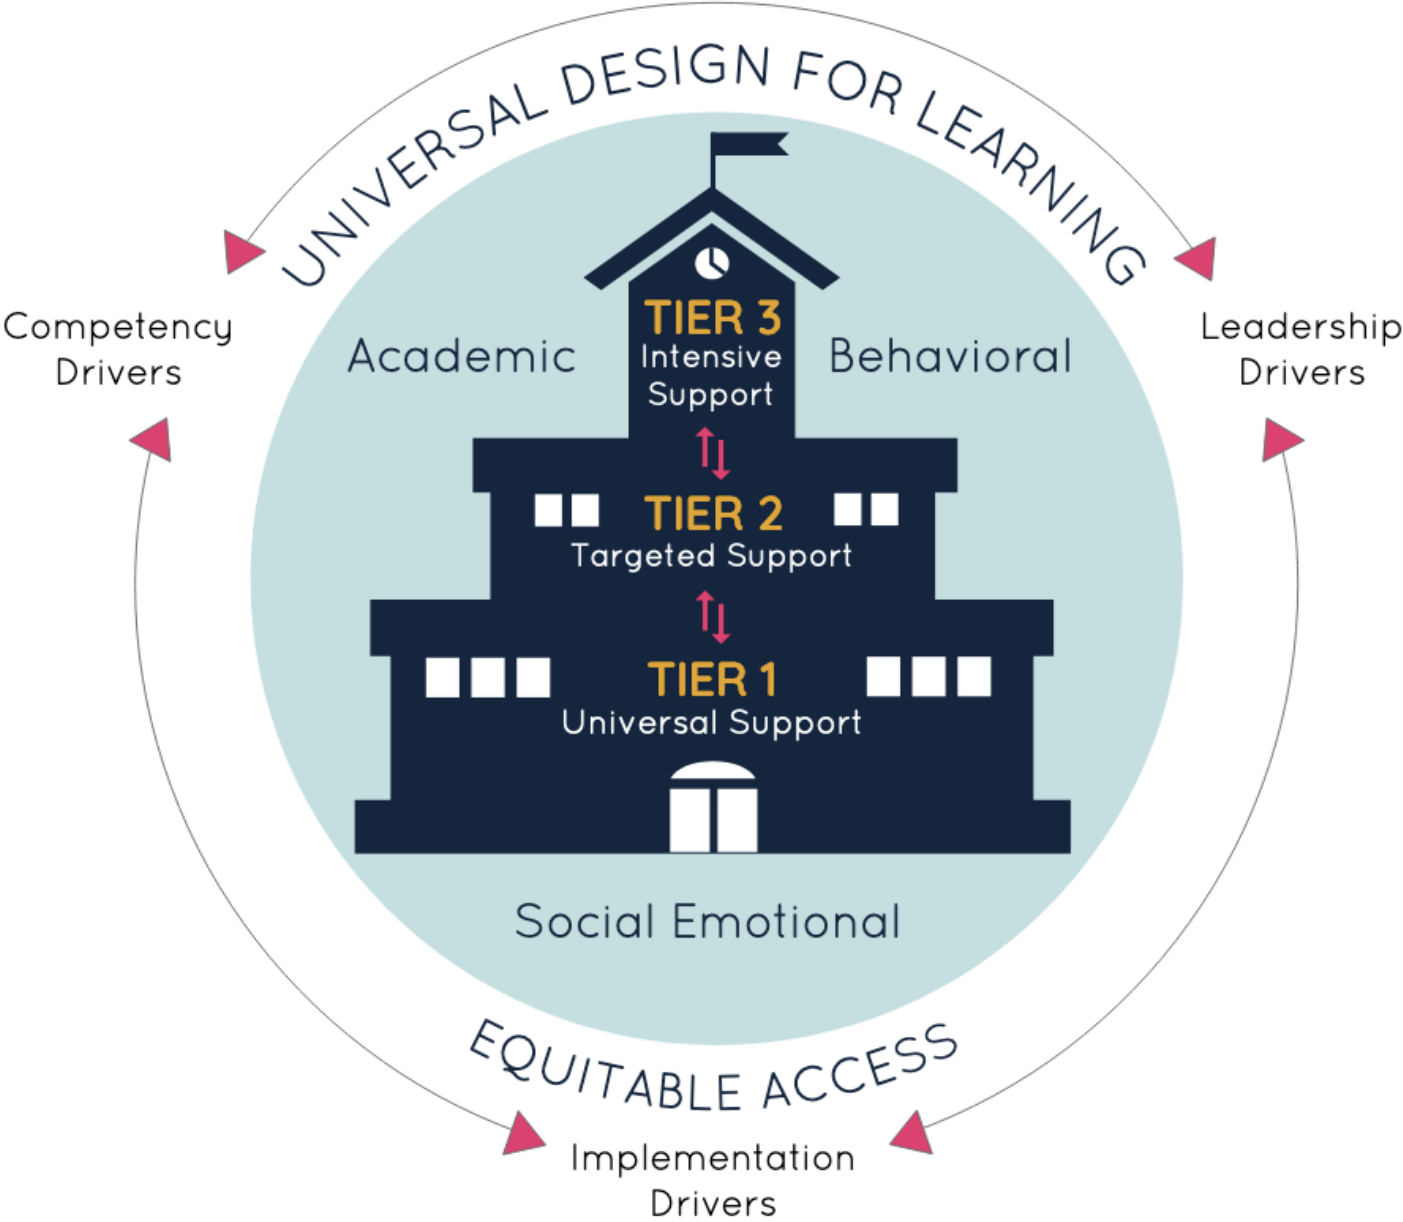 UNIVERSAL DESIGN FOR LEARNING
Competency
Drivers
Leadership
Drivers
Academic
Behavioral
TIER 3
Intensive
Support
TIER 2
Targeted Support
TIER 1
Universal Support
Social Emotional
EQUITABLE ACCESS
Implementation
Drivers